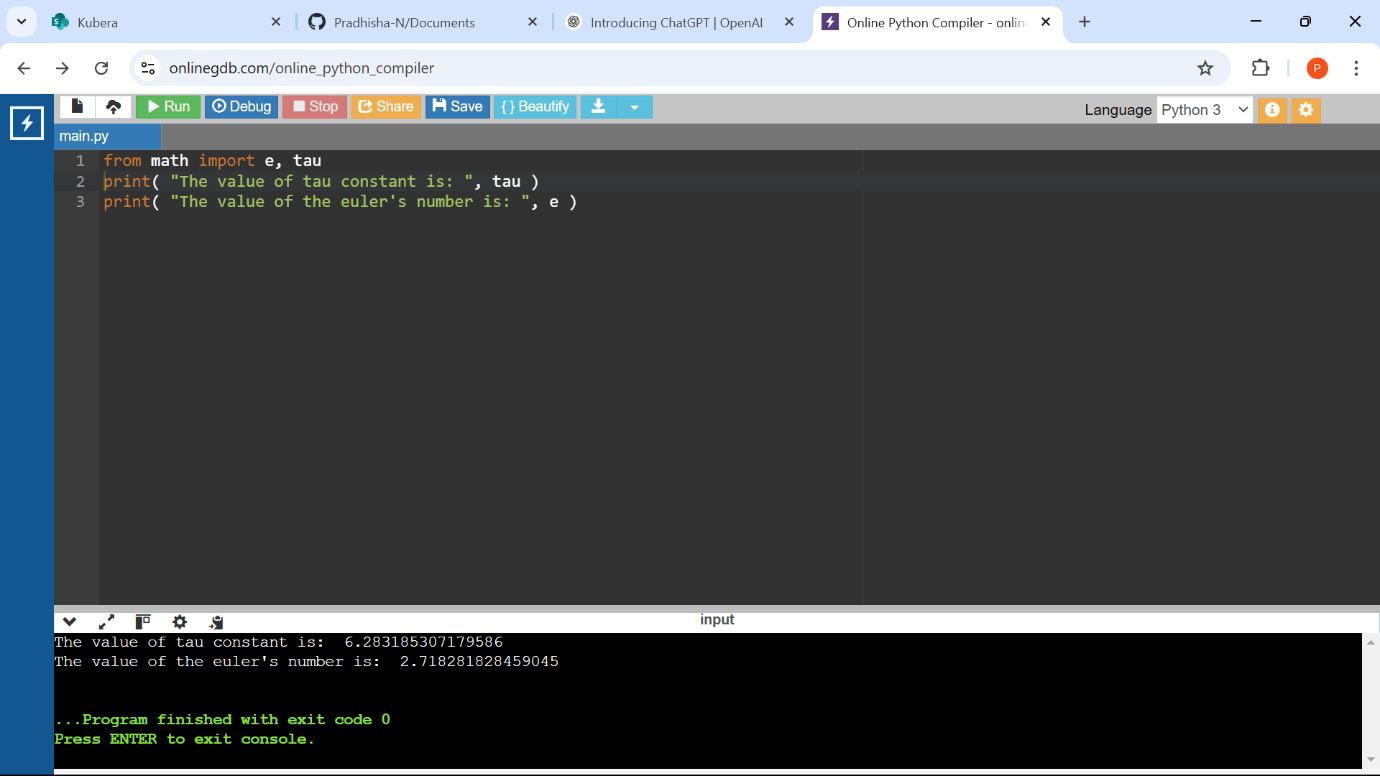 Kubera
Pradhisha-N/Documents
Introducing ChatGPT | OpenAI
Online Python Compiler - onlin
onlinegdb.com/online_python_compiler
P
Run Debug Stop Share Save { } Beautify
Language Python 3
main.py
1 from math import e, tau
2 print( "The value of tau constant is: ", tau )
3 print( "The value of the euler's number is: ", e )
input
The value of tau constant is:  6.283185307179586
The value of the euler's number is:  2.718281828459045
...Program finished with exit code 0
Press ENTER to exit console.